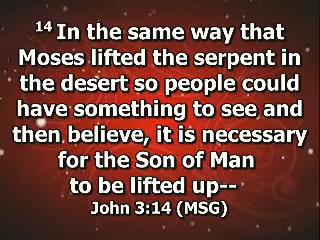 14 In the same way that
Moses lifted the serpent in
the desert so people could
have something to see and
then believe, it is necessary
for the Son of Man
to be lifted up--
John 3:14 (MSG)